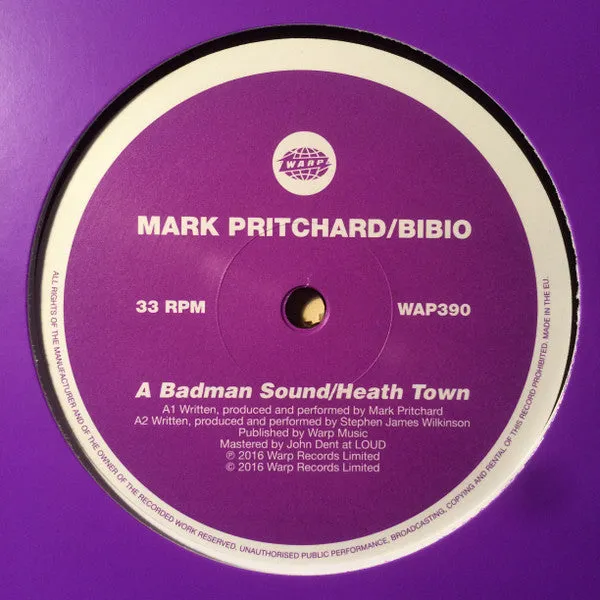 WARP
MARK PRITCHARD/BIBIO
33 RPM
WAP390
A Badman Sound/Heath Town
A1 Written, produced and performed by Mark Pritchard
A2 Written, produced and performed by Stephen James Wilkinson
Published by Warp Music
Mastered by John Dent at LOUD
℗ 2016 Warp Records Limited
© 2016 Warp Records Limited
ALL RIGHTS OF THE MANUFACTURER AND OF THE OWNER OF THE RECORDED WORK RESERVED. UNAUTHORISED PUBLIC PERFORMANCE, BROADCASTING, COPYING AND RENTAL OF THIS RECORD PROHIBITED. MADE IN THE EU.